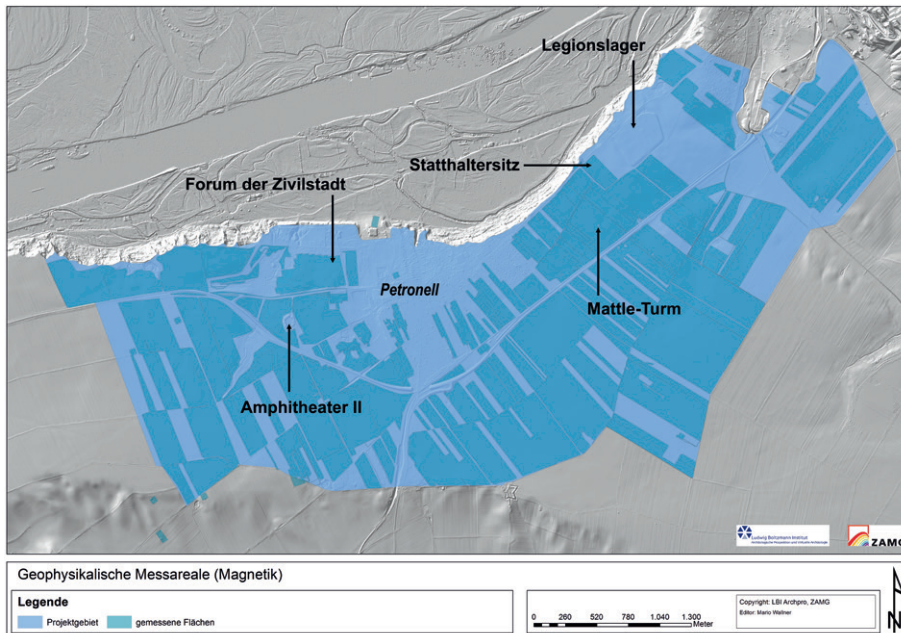 Legionslager
Statthaltersitz
Forum der Zivilstadt
Petronell
Mattle-Turm
Amphitheater II
Ludwig Boltzmann Institut
ZAMG
Geophysikalische Messareale (Magnetik)
Legende
Projektgebiet
gemessene Flächen
0 260 520 780 1.040 1.300
Meter
Copyright: LBI Archpro, ZAMG
Editor: Mario Wallner
N